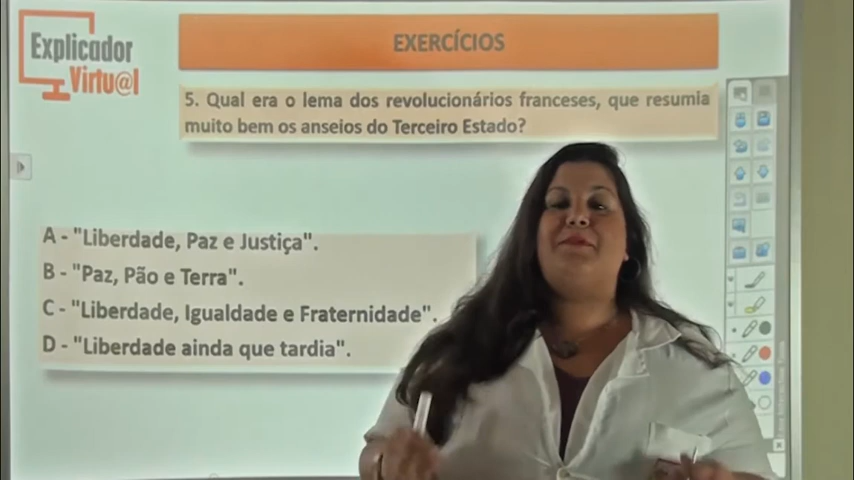 Explicador
Virtu@l
EXERCÍCIOS
5. Qual era o lema dos revolucionários franceses, que resumia
muito bem os anseios do Terceiro Estado?
A - "Liberdade, Paz e Justiça".
B - "Paz, Pão e Terra".
C - "Liberdade, Igualdade e Fraternidade".
D - "Liberdade ainda que tardia".